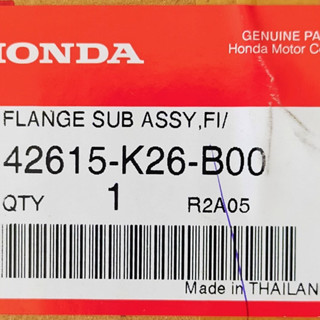 HONDA
GENUINE PA
Honda Motor Co
FLANGE SUB ASSY,FI/
42615-K26-B00
QTY 1 R2A05
Made in THAILAN